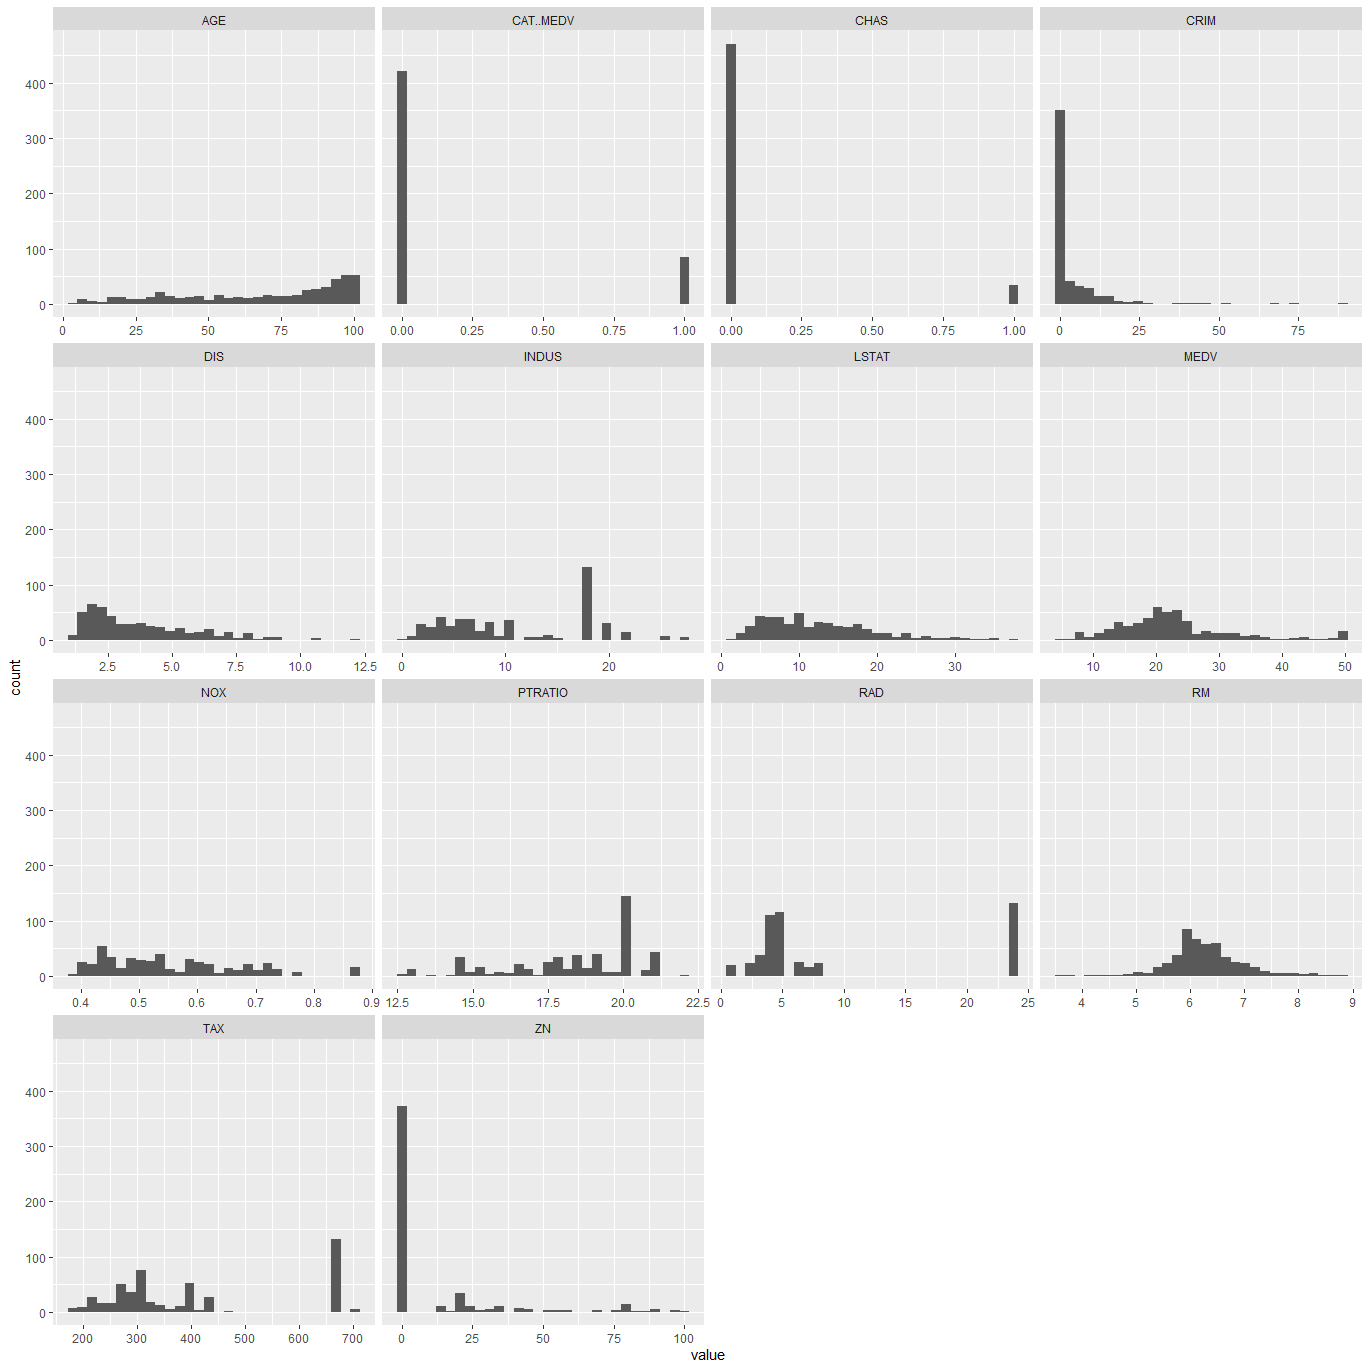 AGE CAT..MEDV CHAS CRIM
400
300
200
100
0
0 25 50 75 100 0.00 0.25 0.50 0.75 1.00 0.00 0.25 0.50 0.75 1.00 0 25 50 75
DIS INDUS LSTAT MEDV
400
300
200
100
0
2.5 5.0 7.5 10.0 12.5 0 10 20 0 10 20 30 10 20 30 40 50
count
NOX PTRATIO RAD RM
400
300
200
100
0
0.4 0.5 0.6 0.7 0.8 0.9 12.5 15.0 17.5 20.0 22.5 0 5 10 15 20 25 4 5 6 7 8 9
TAX ZN
400
300
200
100
0
200 300 400 500 600 700 0 25 50 75 100
value